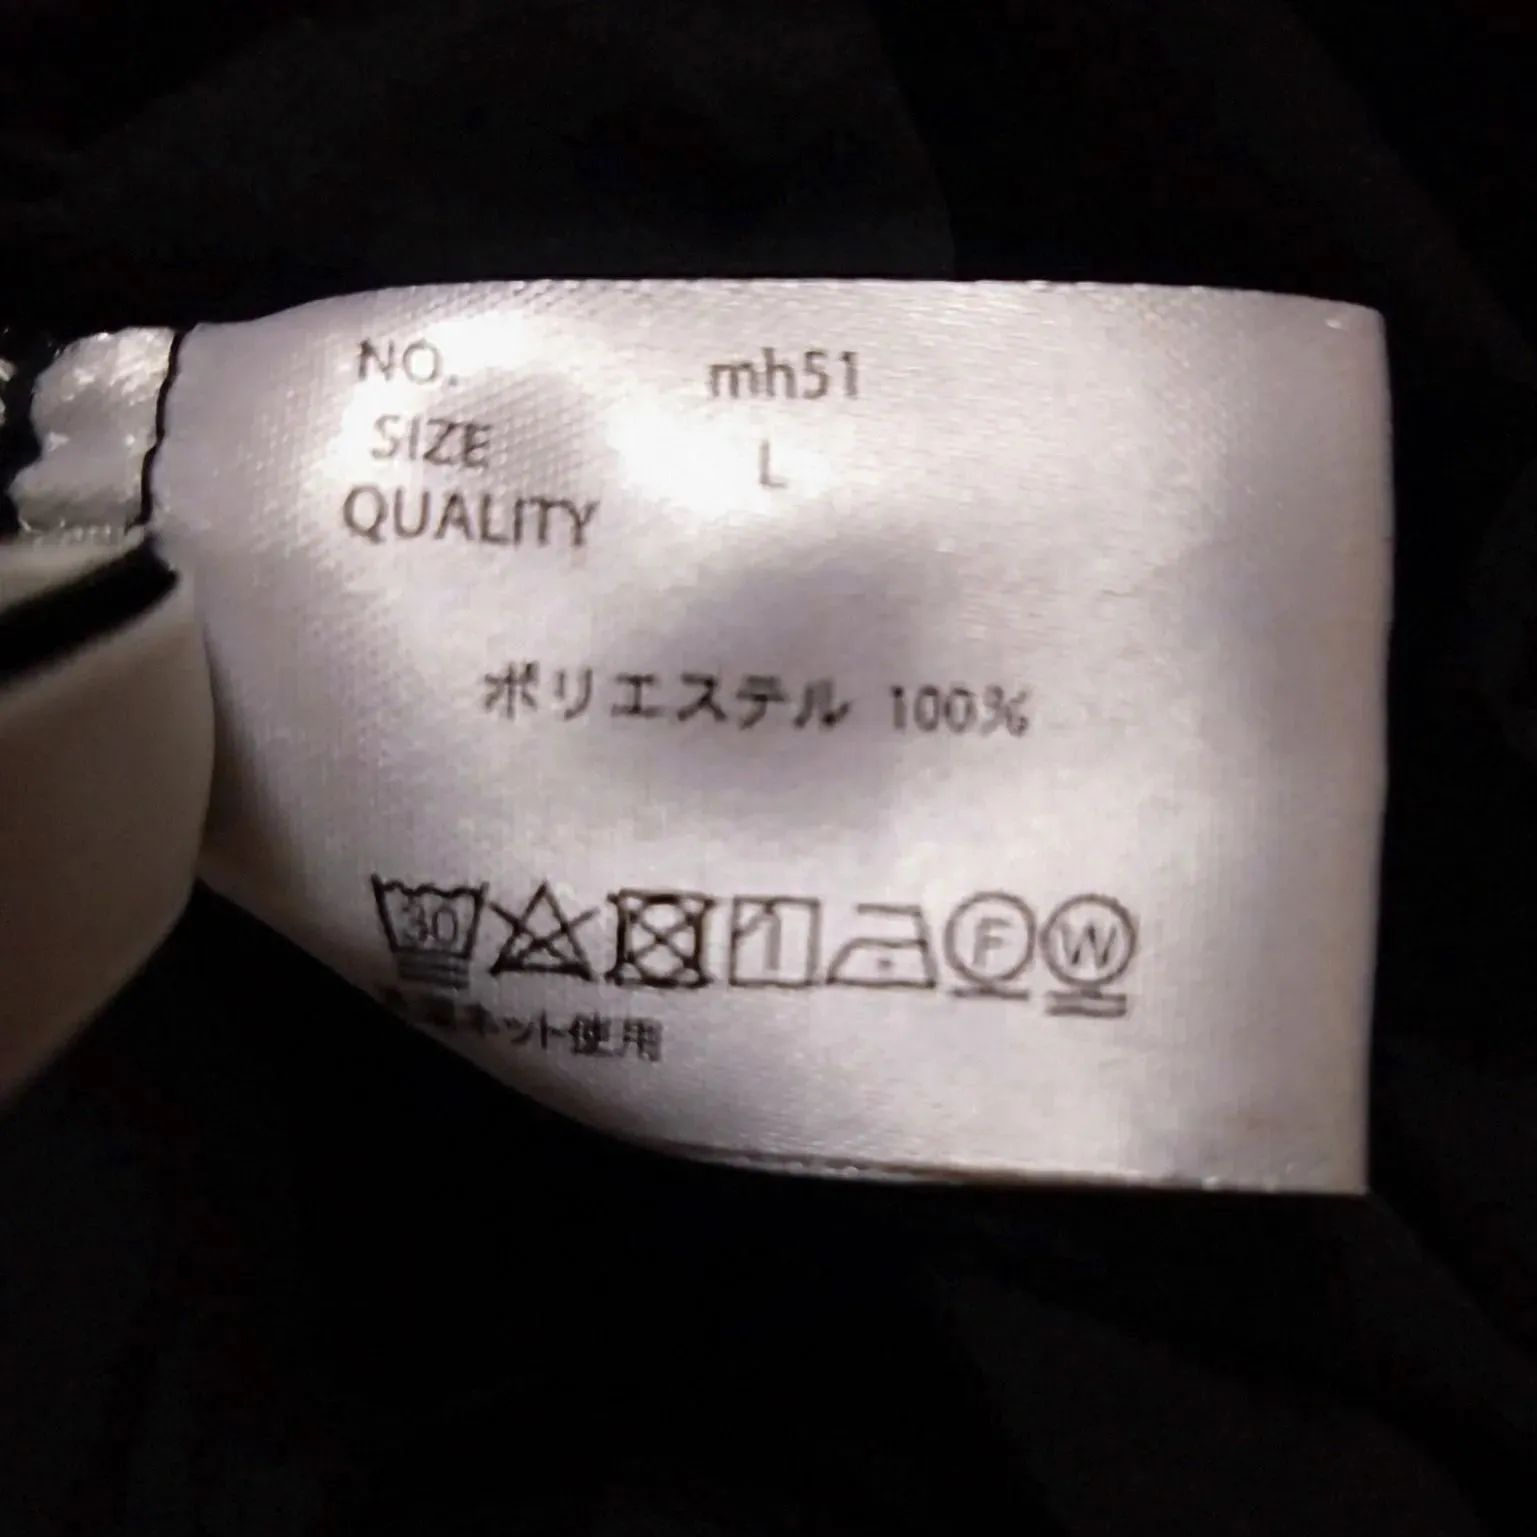 NO. mh51
SIZE L
QUALITY
ポリエステル 100%
30 F W
ネット使用